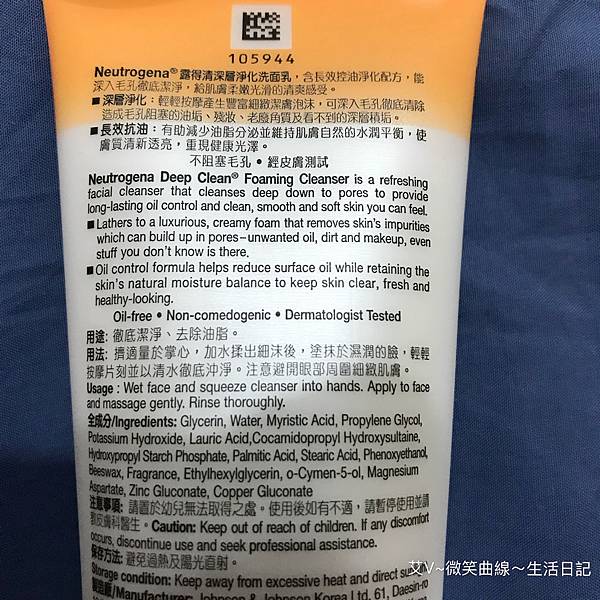 105944
Neutrogena® 露得清深層淨化洗面乳,含長效控油淨化配方,能
深入毛孔徹底潔淨,給肌膚柔嫩光滑的清爽感受。
■ 深層淨化:輕輕按摩產生豐富細緻潔膚泡沫,可深入毛孔徹底清除
造成毛孔阻塞的油垢、殘妝、老廢角質及看不到的深層積垢。
■ 長效抗油:有助減少油脂分泌並維持肌膚自然的水潤平衡,使
膚質清新透亮,重現健康光澤。
不阻塞毛孔 • 經皮膚測試
Neutrogena Deep Clean® Foaming Cleanser is a refreshing
facial cleanser that cleanses deep down to pores to provide
long-lasting oil control and clean, smooth and soft skin you can feel.
■ Lathers to a luxurious, creamy foam that removes skin's impurities
which can build up in pores–unwanted oil, dirt and makeup, even
stuff you don't know is there.
■ Oil control formula helps reduce surface oil while retaining the
skin's natural moisture balance to keep skin clear, fresh and
healthy-looking.
Oil-free • Non-comedogenic • Dermatologist Tested
用途: 徹底潔淨、去除油脂。
用法: 擠適量於掌心,加水揉出細沫後,塗抹於濕潤的臉,輕輕
按摩片刻並以清水徹底沖淨。注意避開眼部周圍細緻肌膚。
Usage : Wet face and squeeze cleanser into hands. Apply to face
and massage gently. Rinse thoroughly.
全成分/Ingredients: Glycerin, Water, Myristic Acid, Propylene Glycol,
Potassium Hydroxide, Lauric Acid,Cocamidopropyl Hydroxysultaine,
Hydroxypropyl Starch Phosphate, Palmitic Acid, Stearic Acid, Phenoxyethanol,
Beeswax, Fragrance, Ethylhexylglycerin, o-Cymen-5-ol, Magnesium
Aspartate, Zinc Gluconate, Copper Gluconate
注意事項: 請置於幼兒無法取得之處。使用後如有不適,請暫停使用並請
教皮膚科醫生。Caution: Keep out of reach of children. If any discomfort
occurs, discontinue use and seek professional assistance.
保存方法: 避免過熱及陽光直射。
Storage condition: Keep away from excessive heat and direct
製造廠/Manufacturer: Johnson & Johnson Korea Ltd. 61, Daesin-ro
艾V~微笑曲線~生活日記